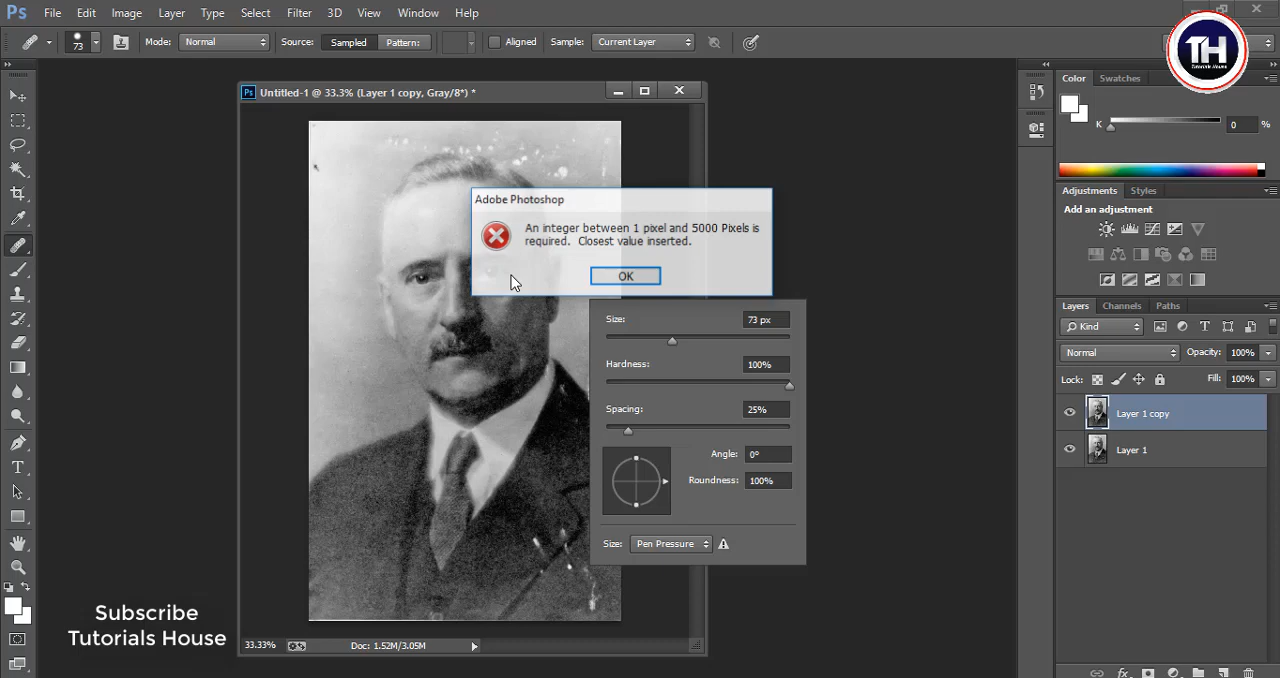 Ps File Edit Image Layer Type Select Filter 3D View Window Help
73 Mode: Normal Source: Sampled Pattern: Aligned Sample: Current Layer
TH
Tutorials House
Untitled-1 @ 33.3% (Layer 1 copy, Gray/8*) *
Color Swatches
K 0 %
Adjustments Styles
Add an adjustment
Adobe Photoshop
An integer between 1 pixel and 5000 Pixels is
required. Closest value inserted.
OK
Size: 73 px
Hardness: 100%
Spacing: 25%
Angle: 0°
Roundness: 100%
Size: Pen Pressure
Layers Channels Paths
Kind
Normal Opacity: 100%
Lock: Fill: 100%
Layer 1 copy
Layer 1
fx
Subscribe
Tutorials House
33.33% Doc: 1.52M/3.05M